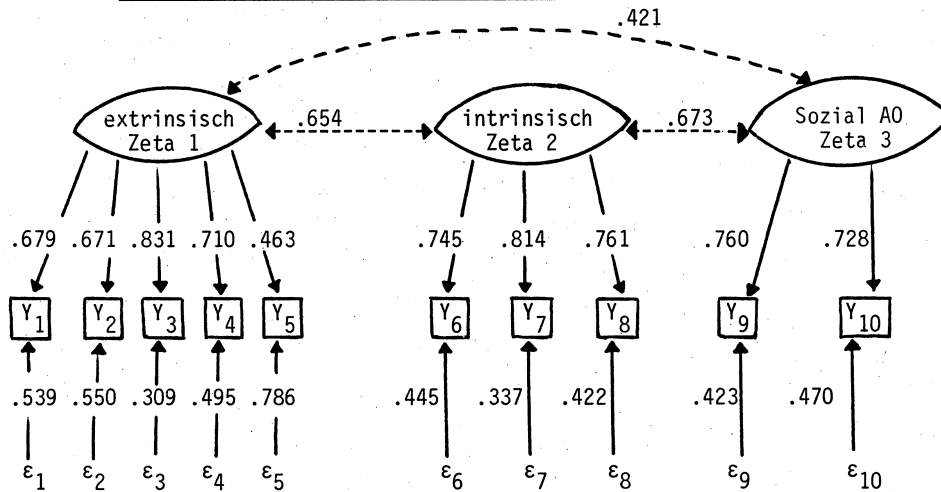 .421
extrinsisch .654 intrinsisch .673 Sozial AO
Zeta 1 Zeta 2 Zeta 3
.679 .671 .831 .710 .463 .745 .814 .761 .760 .728
Y1 Y2 Y3 Y4 Y5 Y6 Y7 Y8 Y9 Y10
.539 .550 .309 .495 .786 .445 .337 .422 .423 .470
ε1 ε2 ε3 ε4 ε5 ε6 ε7 ε8 ε9 ε10